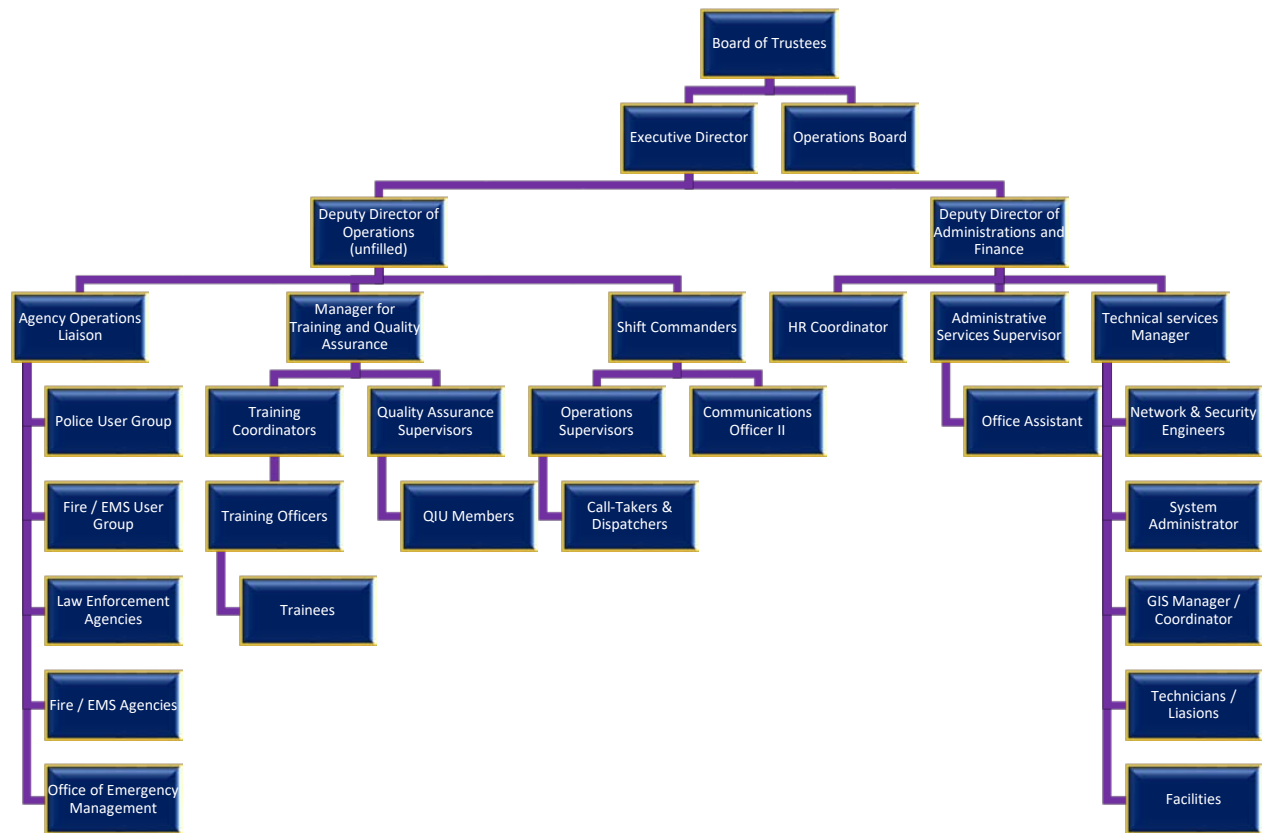 Board of Trustees
Executive Director
Operations Board
Deputy Director of
Operations
(unfilled)
Deputy Director of
Administrations and
Finance
Agency Operations
Liaison
Manager for
Training and Quality
Assurance
Shift Commanders
HR Coordinator
Administrative
Services Supervisor
Technical services
Manager
Police User Group
Training
Coordinators
Quality Assurance
Supervisors
Operations
Supervisors
Communications
Officer II
Office Assistant
Network & Security
Engineers
Fire / EMS User
Group
Training Officers
QIU Members
Call-Takers &
Dispatchers
System
Administrator
Law Enforcement
Agencies
Trainees
GIS Manager /
Coordinator
Fire / EMS Agencies
Technicians /
Liasions
Office of Emergency
Management
Facilities